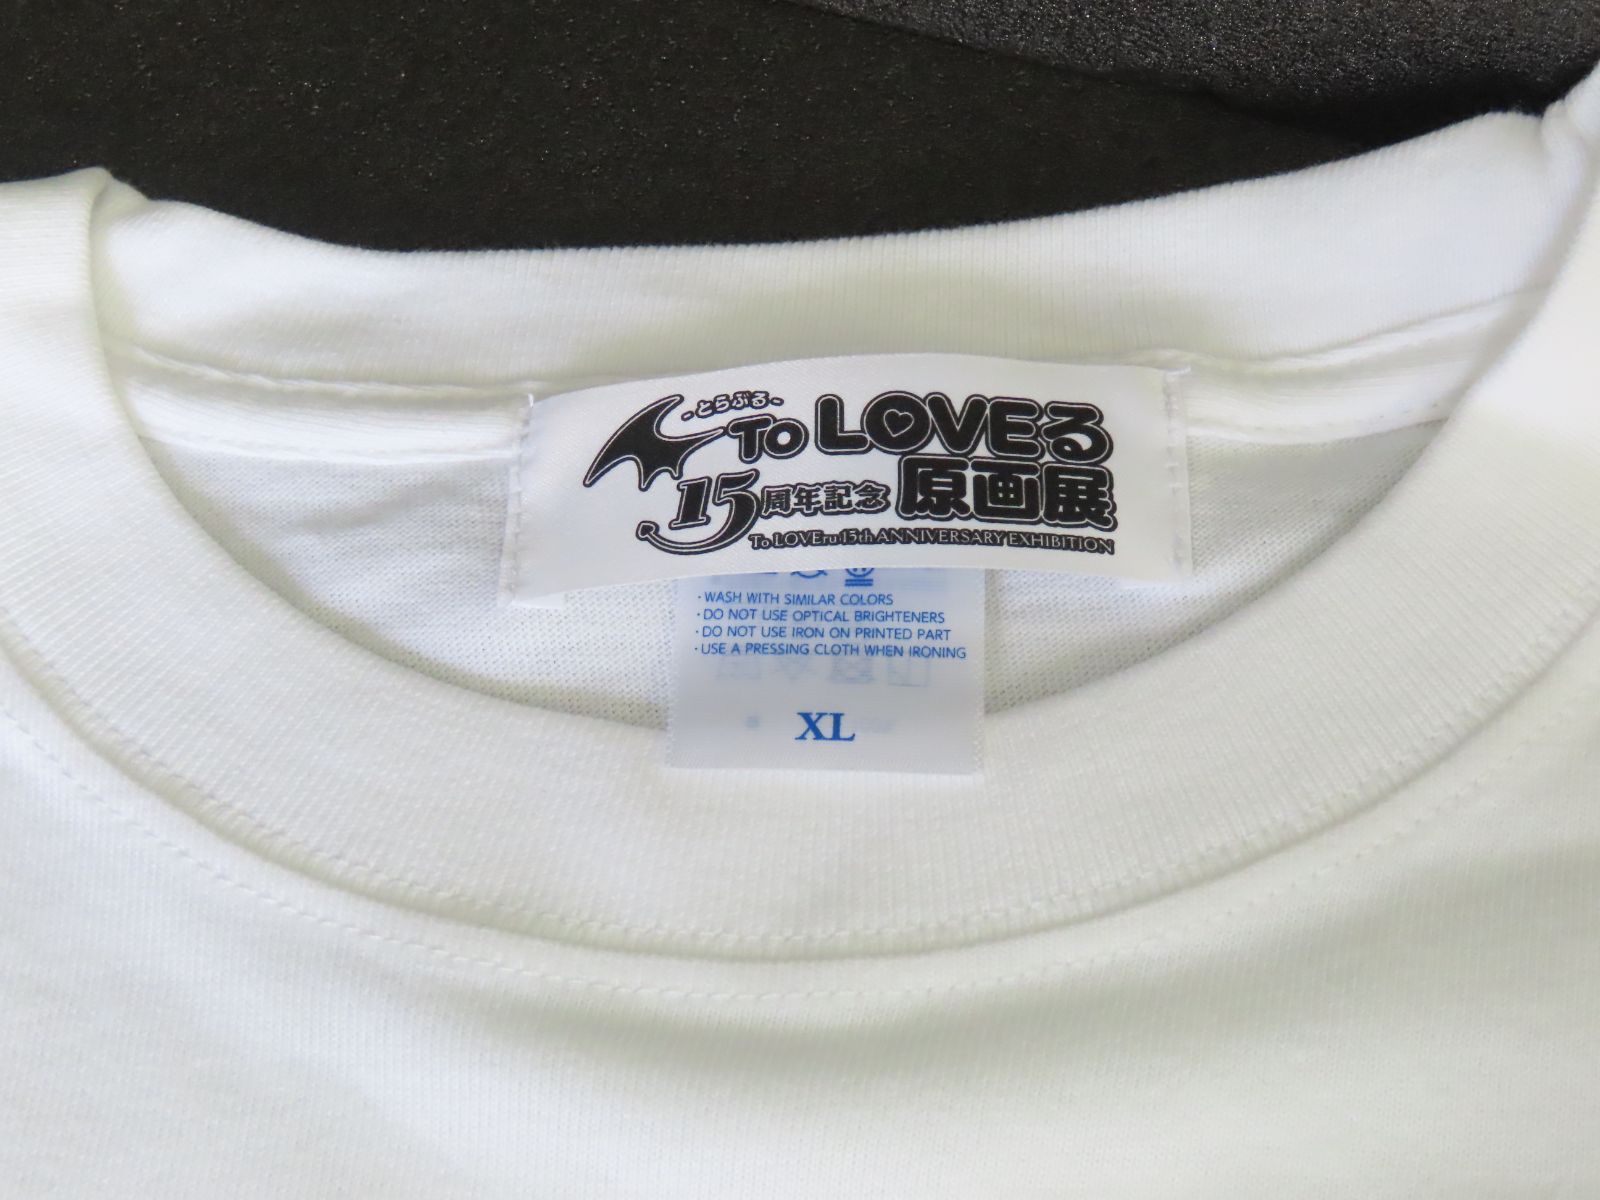 -とらぶる-
To LOVEる
15周年記念 原画展
To LOVEru 15th ANNIVERSARY EXHIBITION
・WASH WITH SIMILAR COLORS
・DO NOT USE OPTICAL BRIGHTENERS
・DO NOT USE IRON ON PRINTED PART
・USE A PRESSING CLOTH WHEN IRONING
XL